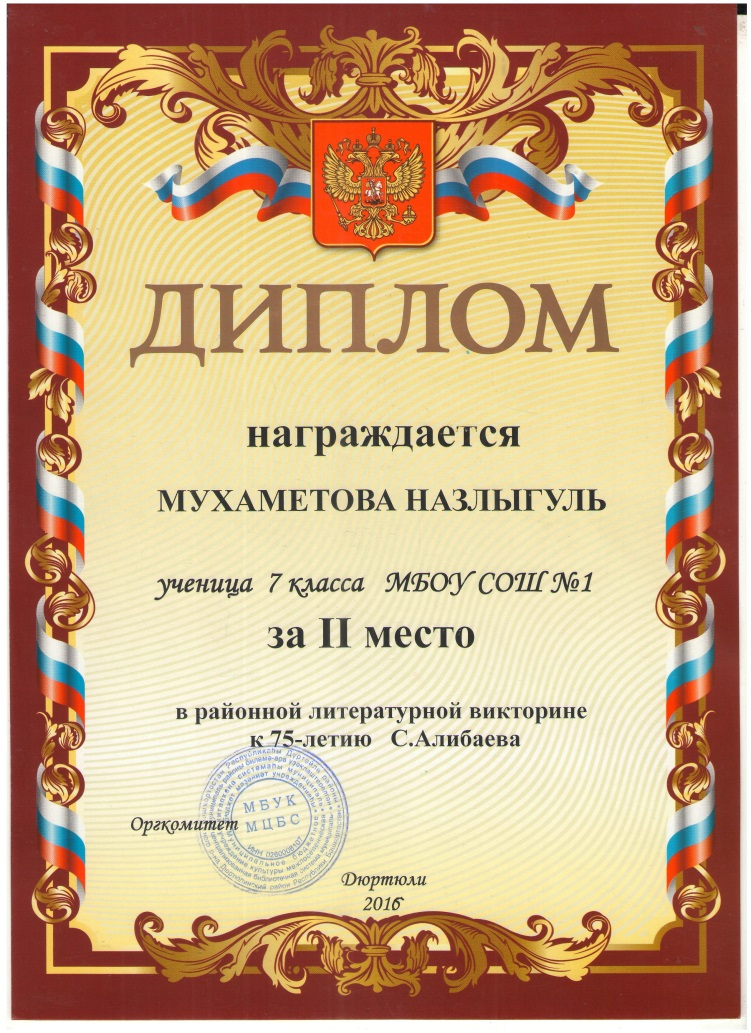 ДИПЛОМ
награждается
МУХАМЕТОВА НАЗЛЫГУЛЬ
ученица 7 класса МБОУ СОШ №1
за II место
в районной литературной викторине
к 75-летию С.Алибаева
МБУК
МЦБС
Оргкомитет
Дюртюли
2016